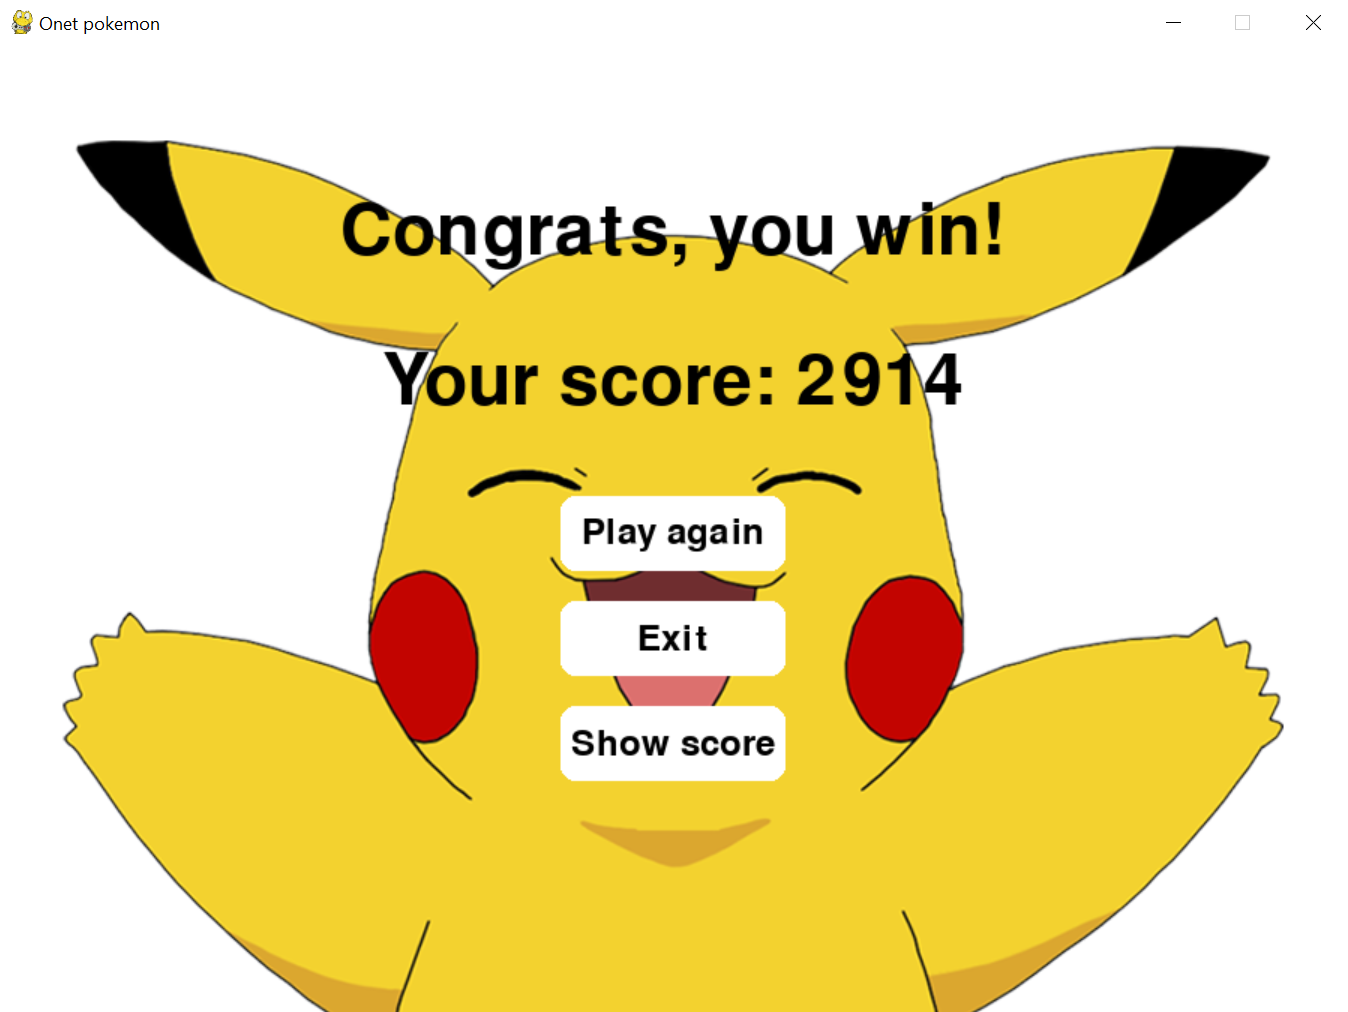 Onet pokemon
Congrats, you win!
Your score: 2914
Play again
Exit
Show score